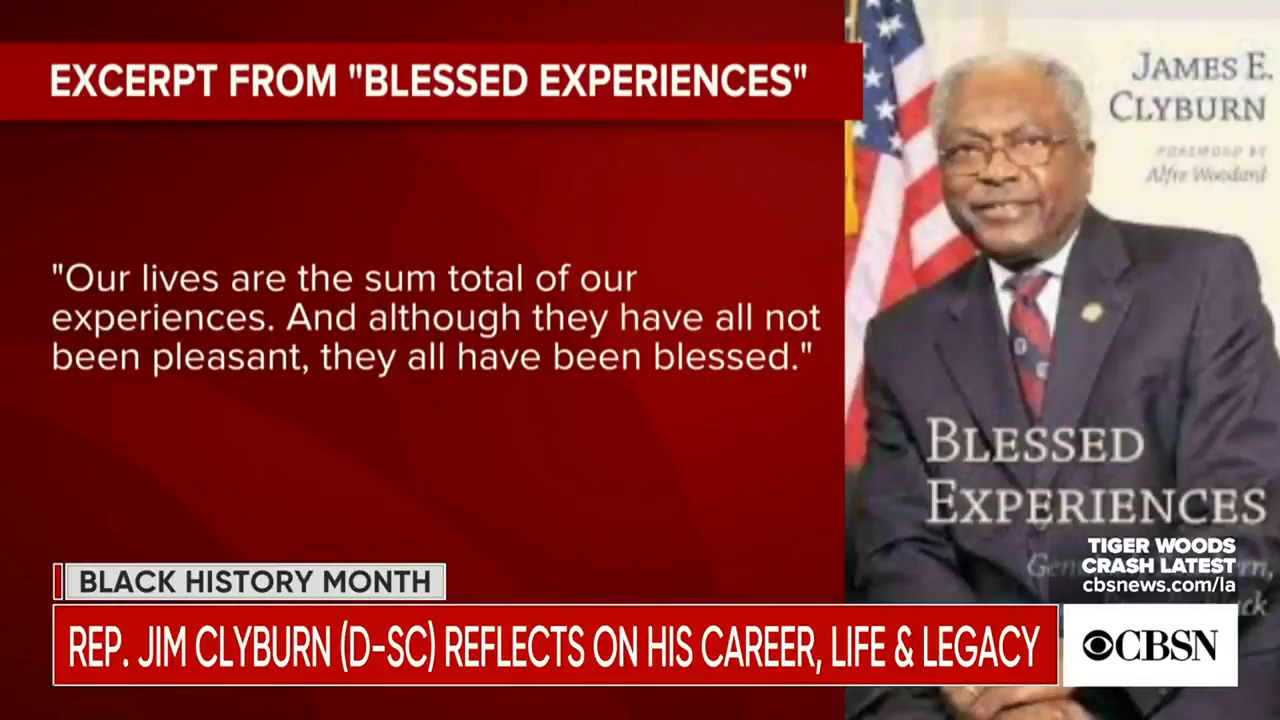 EXCERPT FROM "BLESSED EXPERIENCES"
"Our lives are the sum total of our
experiences. And although they have all not
been pleasant, they all have been blessed."
JAMES E.
CLYBURN
FOREWORD BY
Alfre Woodard
BLESSED
EXPERIENCES
TIGER WOODS
CRASH LATEST
cbsnews.com/la
BLACK HISTORY MONTH
REP. JIM CLYBURN (D-SC) REFLECTS ON HIS CAREER, LIFE & LEGACY
CBSN